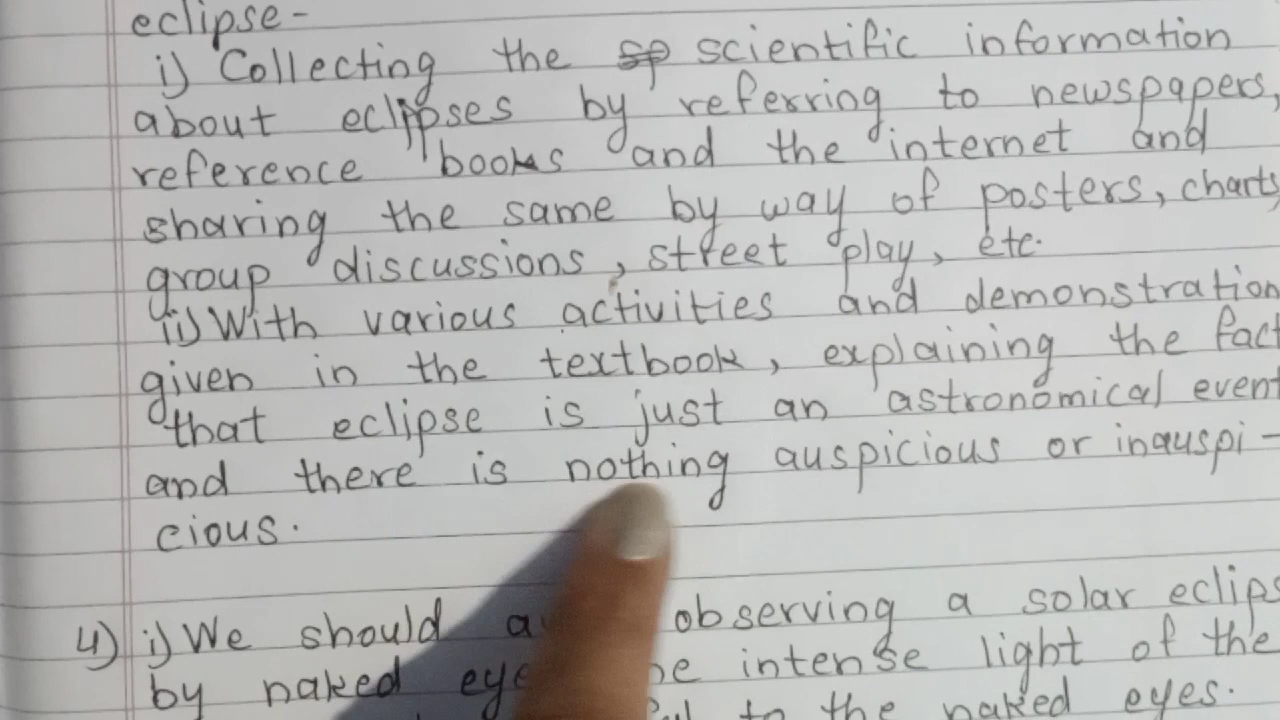 eclipse-
i) Collecting the scientific information
about eclipses by referring to newspapers,
reference books and the internet and
sharing the same by way of posters, charts,
group discussions, street play, etc.
ii) With various activities and demonstration
given in the textbook, explaining the fact
that eclipse is just an astronomical event
and there is nothing auspicious or inauspi-
cious.
4) i) We should observing a solar eclips
by naked intense light of the
to the naked eyes.